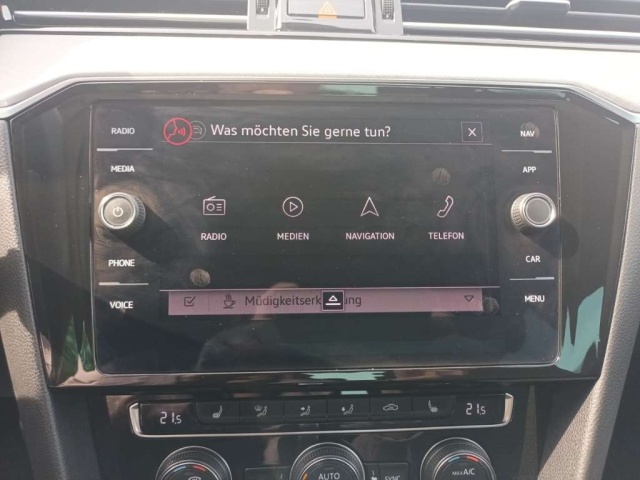 RADIO
Was möchten Sie gerne tun?
NAV
MEDIA
APP
RADIO
MEDIEN
NAVIGATION
TELEFON
PHONE
CAR
VOICE
MENU
21.5
21.5
AUTO
SYNC
MAX A/C